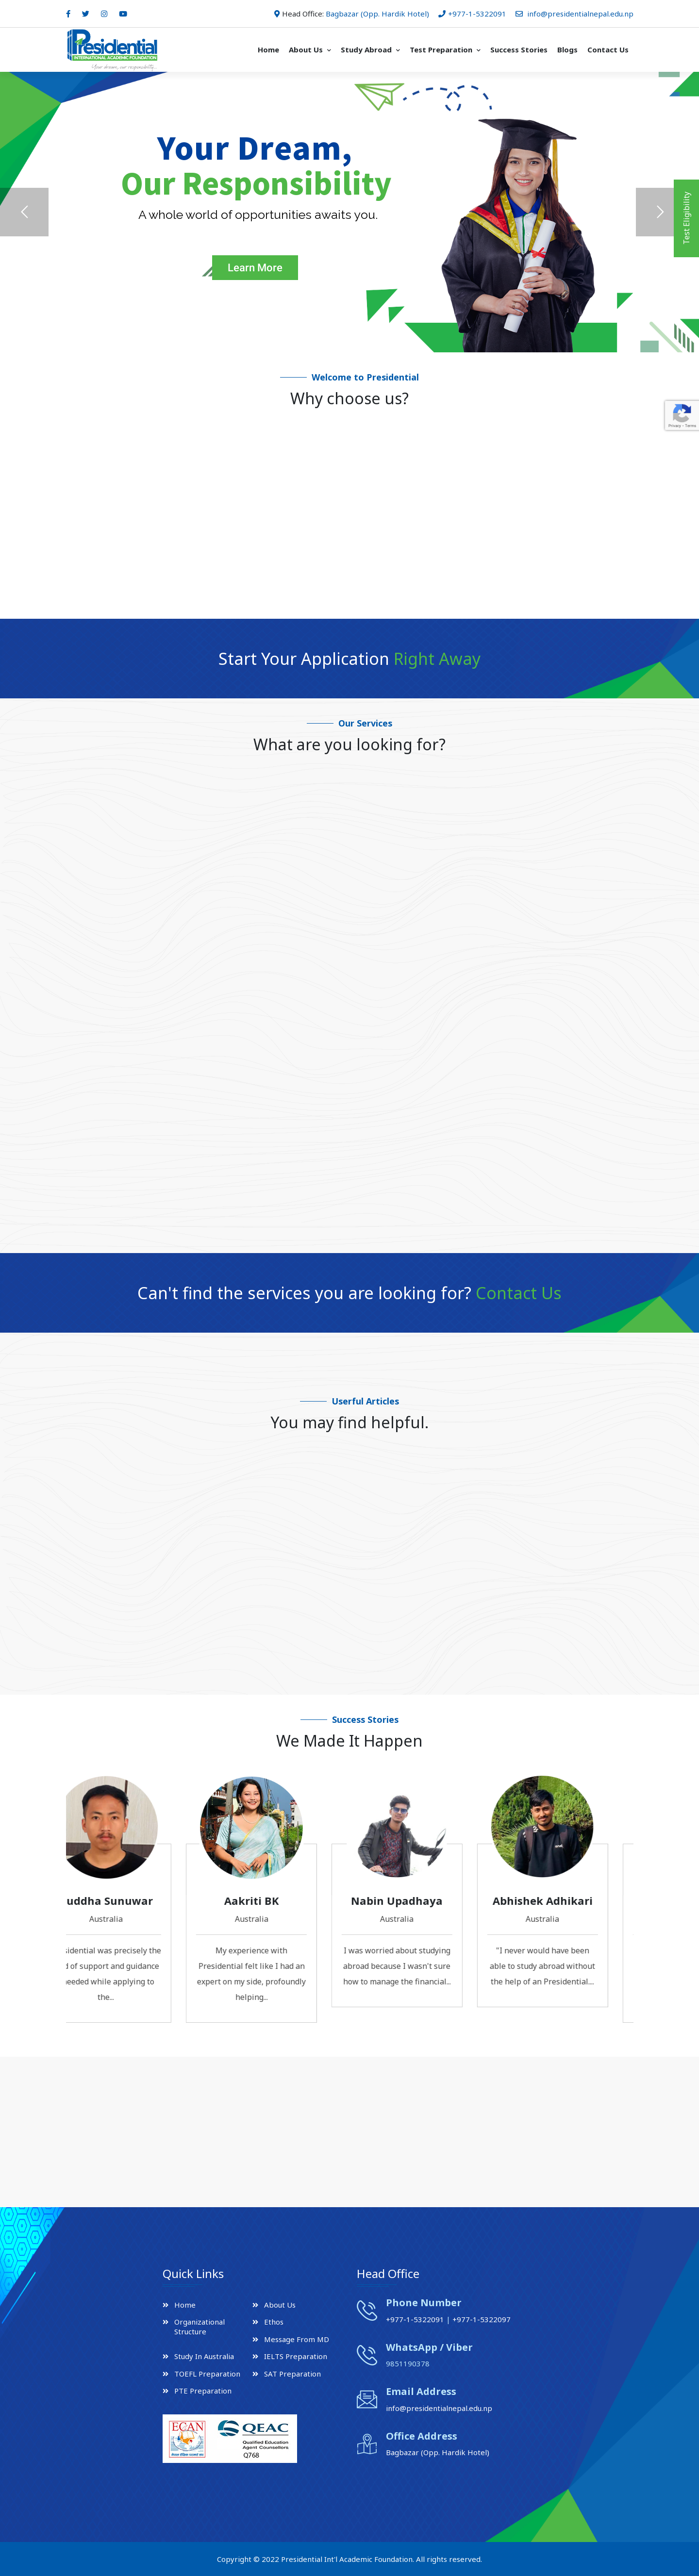 Head Office: Bagbazar (Opp. Hardik Hotel) +977-1-5322091 info@presidentialnepal.edu.np
Presidential
INTERNATIONAL ACADEMIC FOUNDATION
Home About Us Study Abroad Test Preparation Success Stories Blogs Contact Us
Your Dream,
Our Responsibility
A whole world of opportunities awaits you.
Learn More
Test Eligibility
Welcome to Presidential
Why choose us?
Privacy - Terms
Start Your Application Right Away
Our Services
What are you looking for?
Can't find the services you are looking for? Contact Us
Userful Articles
You may find helpful.
Success Stories
We Made It Happen
uddha Sunuwar
Australia
sidential was precisely the
d of support and guidance
needed while applying to
the...
Aakriti BK
Australia
My experience with
Presidential felt like I had an
expert on my side, profoundly
helping...
Nabin Upadhaya
Australia
I was worried about studying
abroad because I wasn't sure
how to manage the financial...
Abhishek Adhikari
Australia
"I never would have been
able to study abroad without
the help of an Presidential....
Quick Links
Home
About Us
Organizational
Structure
Ethos
Message From MD
Study In Australia
IELTS Preparation
TOEFL Preparation
SAT Preparation
PTE Preparation
ECAN
QEAC
Qualified Education
Agent Counsellors
Q768
Head Office
Phone Number
+977-1-5322091 | +977-1-5322097
WhatsApp / Viber
9851190378
Email Address
info@presidentialnepal.edu.np
Office Address
Bagbazar (Opp. Hardik Hotel)
Copyright © 2022 Presidential Int'l Academic Foundation. All rights reserved.